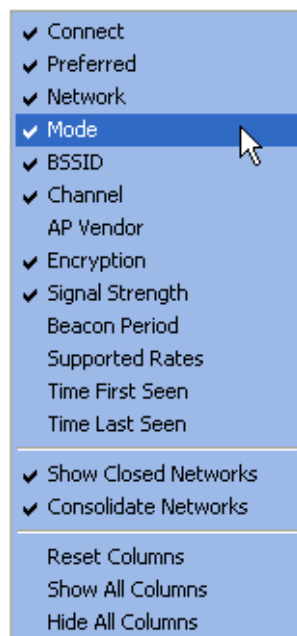 Connect
Preferred
Network
Mode
BSSID
Channel
AP Vendor
Encryption
Signal Strength
Beacon Period
Supported Rates
Time First Seen
Time Last Seen
Show Closed Networks
Consolidate Networks
Reset Columns
Show All Columns
Hide All Columns